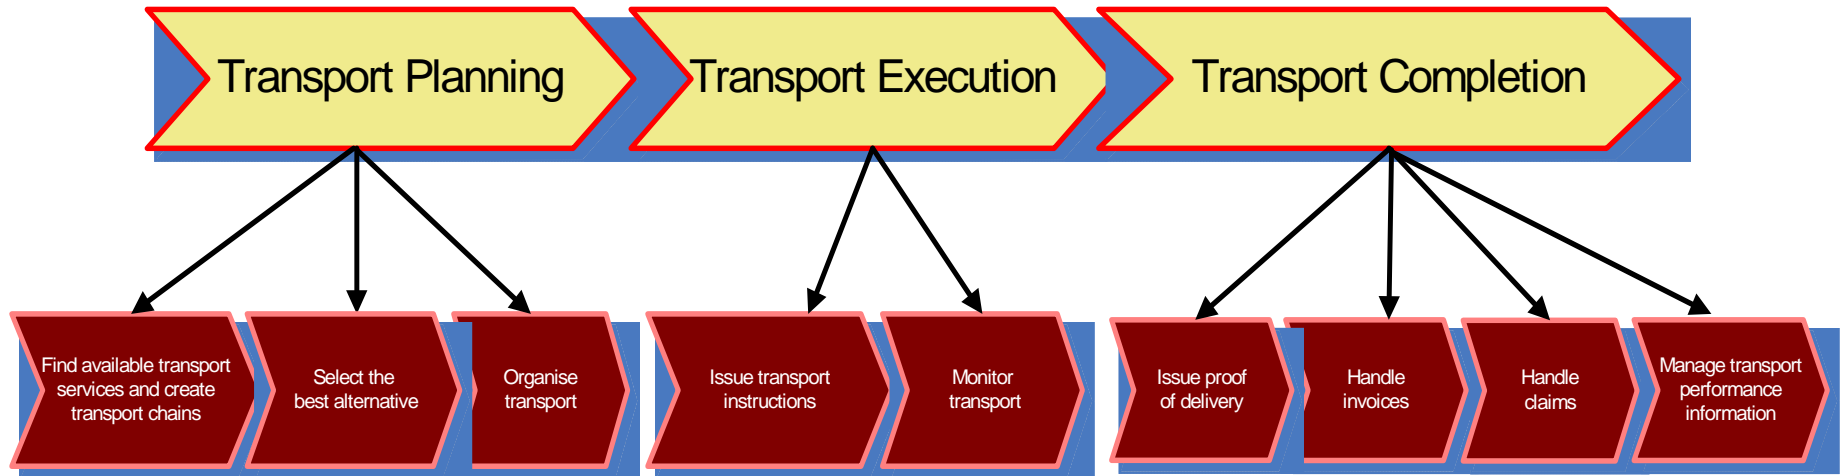 Transport Planning
Transport Execution
Transport Completion
Find available transport
services and create
transport chains
Select the
best alternative
Organise
transport
Issue transport
instructions
Monitor
transport
Issue proof
of delivery
Handle
invoices
Handle
claims
Manage transport
performance
information